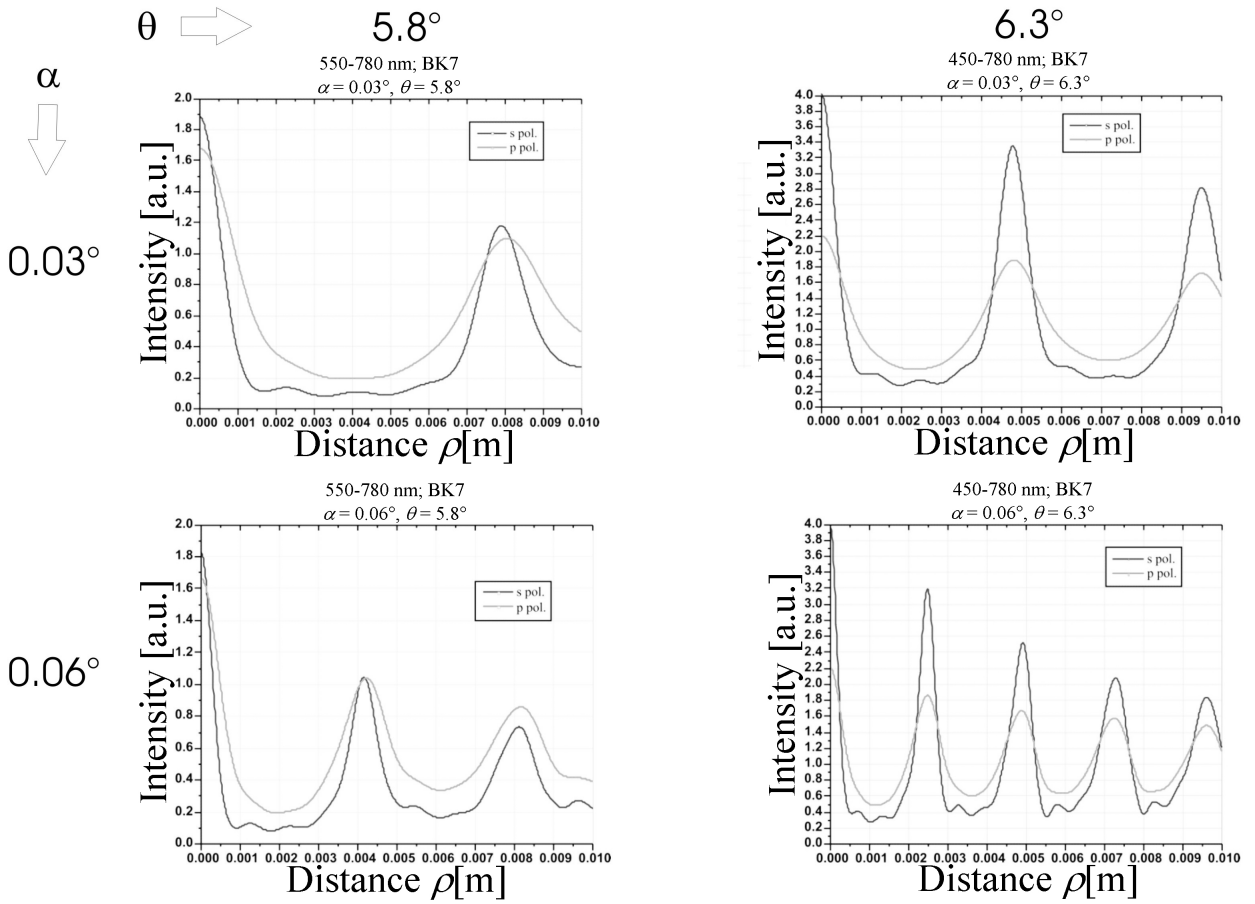 θ 5.8° 6.3°
α
0.03°
0.06°
550-780 nm; BK7
α = 0.03°, θ = 5.8°
s pol.
p pol.
Intensity [a.u.]
2.0
1.8
1.6
1.4
1.2
1.0
0.8
0.6
0.4
0.2
0.0
0.000 0.001 0.002 0.003 0.004 0.005 0.006 0.007 0.008 0.009 0.010
Distance ρ[m]
450-780 nm; BK7
α = 0.03°, θ = 6.3°
s pol.
p pol.
Intensity [a.u.]
4.0
3.8
3.6
3.4
3.2
3.0
2.8
2.6
2.4
2.2
2.0
1.8
1.6
1.4
1.2
1.0
0.8
0.6
0.4
0.2
0.0
0.000 0.001 0.002 0.003 0.004 0.005 0.006 0.007 0.008 0.009 0.010
Distance ρ[m]
550-780 nm; BK7
α = 0.06°, θ = 5.8°
s pol.
p pol.
Intensity [a.u.]
2.0
1.8
1.6
1.4
1.2
1.0
0.8
0.6
0.4
0.2
0.0
0.000 0.001 0.002 0.003 0.004 0.005 0.006 0.007 0.008 0.009 0.010
Distance ρ[m]
450-780 nm; BK7
α = 0.06°, θ = 6.3°
s pol.
p pol.
Intensity [a.u.]
4.0
3.8
3.6
3.4
3.2
3.0
2.8
2.6
2.4
2.2
2.0
1.8
1.6
1.4
1.2
1.0
0.8
0.6
0.4
0.2
0.0
0.000 0.001 0.002 0.003 0.004 0.005 0.006 0.007 0.008 0.009 0.010
Distance ρ[m]